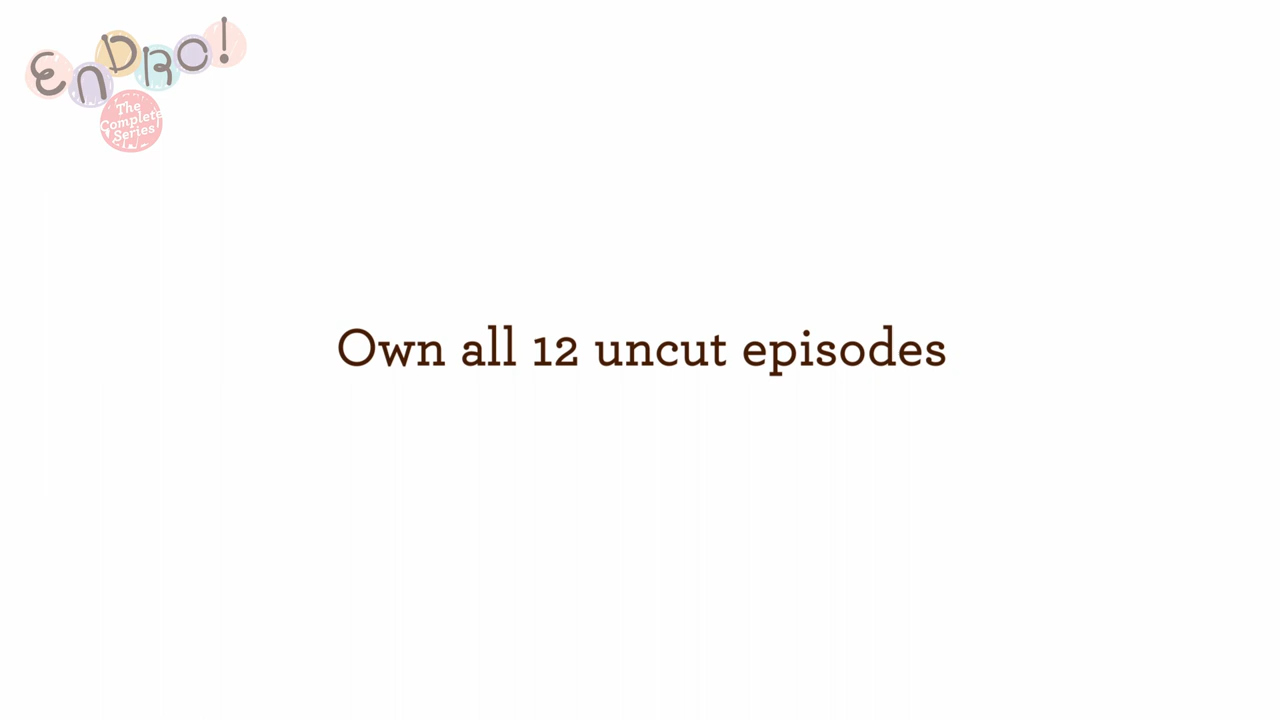 ENDRO!
The
Complete
Series
Own all 12 uncut episodes